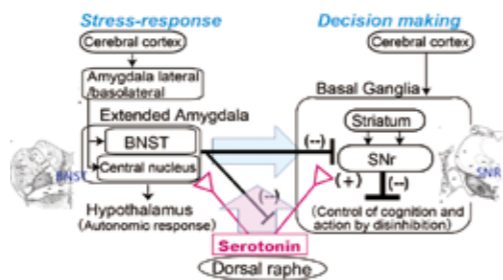 Stress-response
Decision making
Cerebral cortex
Cerebral cortex
Amygdala lateral
/basolateral
Basal Ganglia
Extended Amygdala
Striatum
BNST
(--)
SNr
Central nucleus
BNST
SNR
(+)
(--)
(--)
Hypothalamus
(Autonomic response)
(Control of cognition and
action by disinhibition)
Serotonin
Dorsal raphe